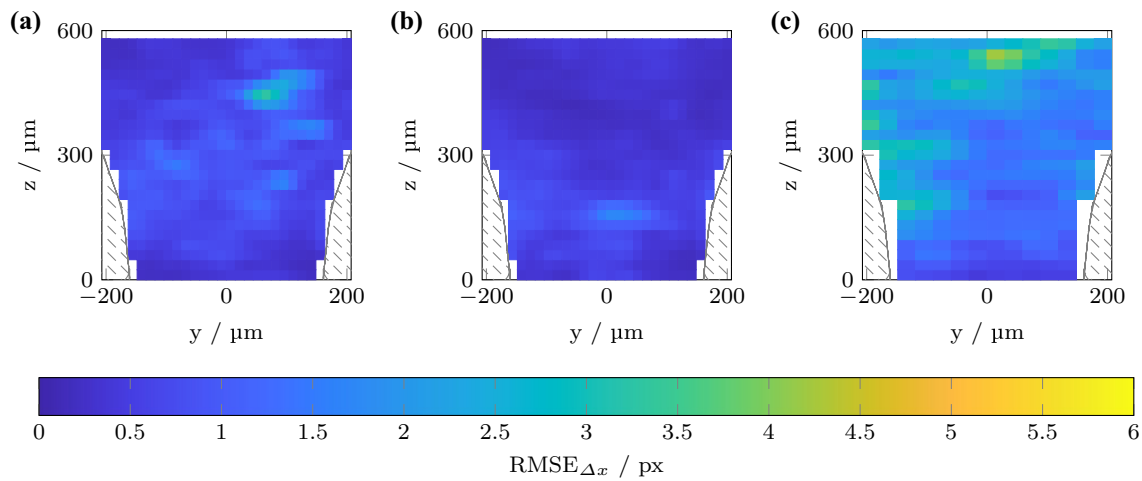 (a) (b) (c)
600 600 600
300 300 300
0 0 0
z / µm z / µm z / µm
−200 0 200 −200 0 200 −200 0 200
y / µm y / µm y / µm
0 0.5 1 1.5 2 2.5 3 3.5 4 4.5 5 5.5 6
RMSE_Δx / px